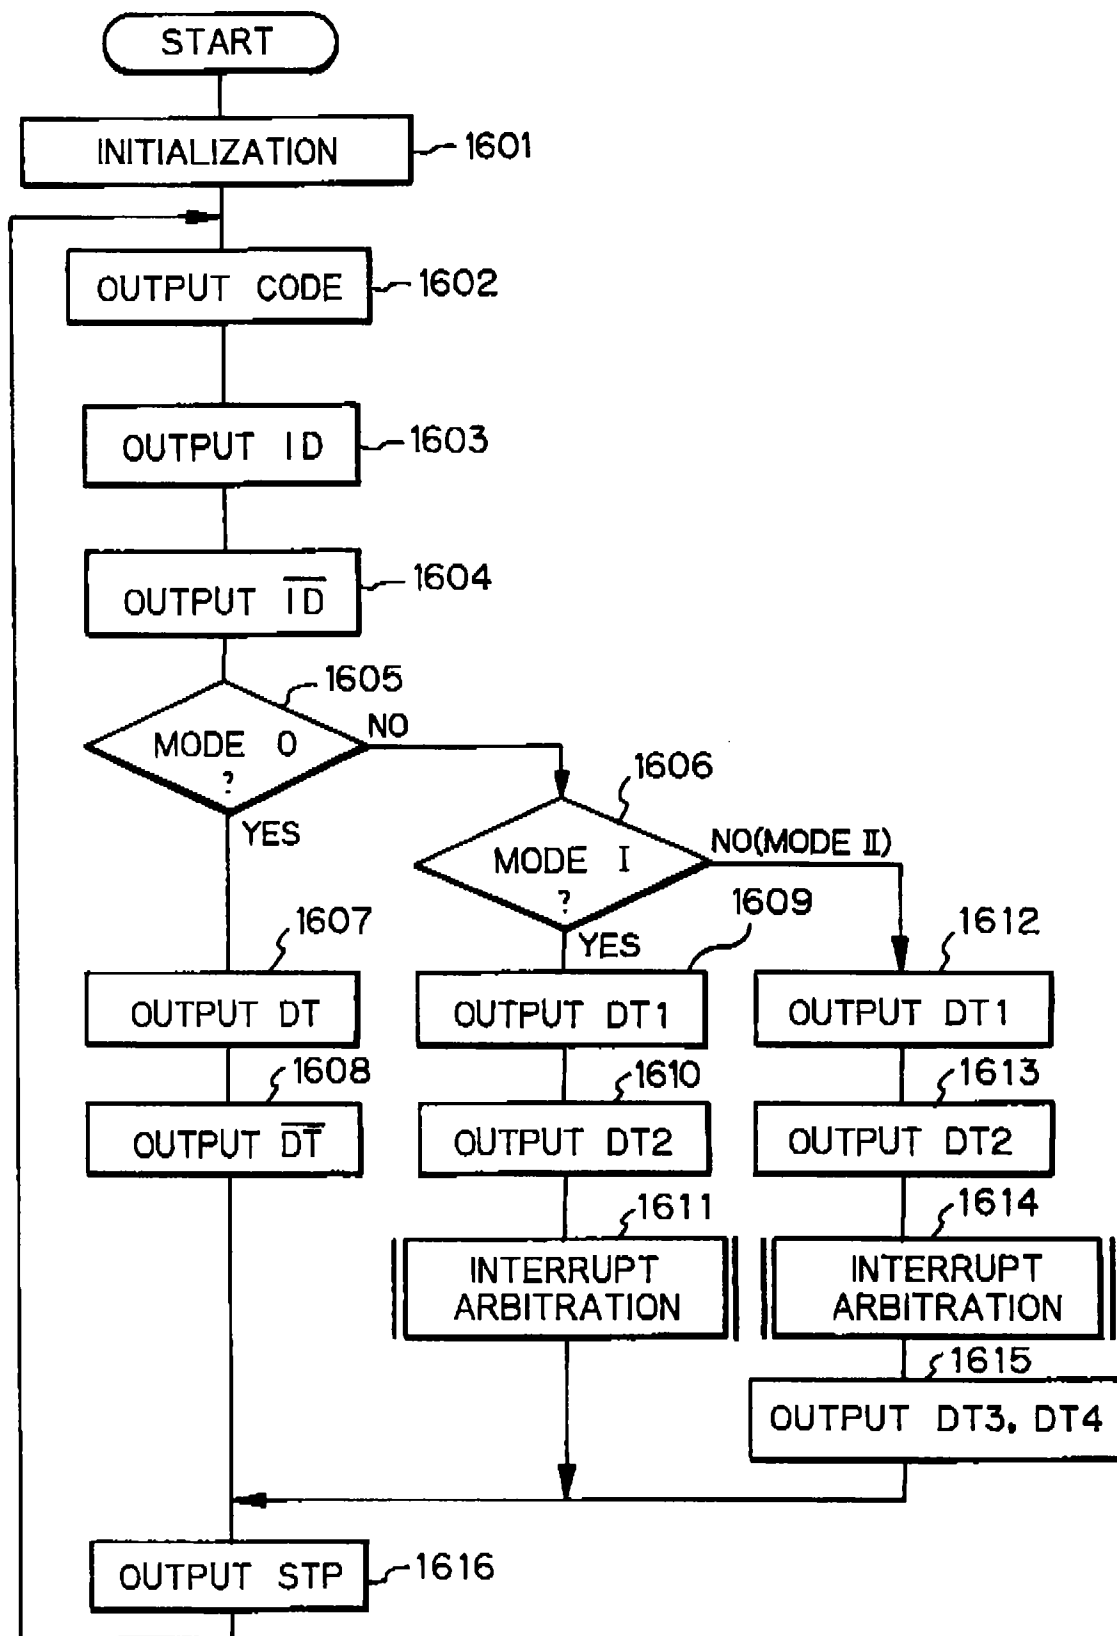 START
INITIALIZATION
1601
OUTPUT CODE
1602
OUTPUT ID
1603
OUTPUT I̅D̅
1604
1605
MODE 0
?
NO
YES
1606
MODE I
?
NO(MODE II)
YES
1607
OUTPUT DT
1608
OUTPUT D̅T̅
1609
OUTPUT DT1
1610
OUTPUT DT2
1611
INTERRUPT
ARBITRATION
1612
OUTPUT DT1
1613
OUTPUT DT2
1614
INTERRUPT
ARBITRATION
1615
OUTPUT DT3, DT4
OUTPUT STP
1616